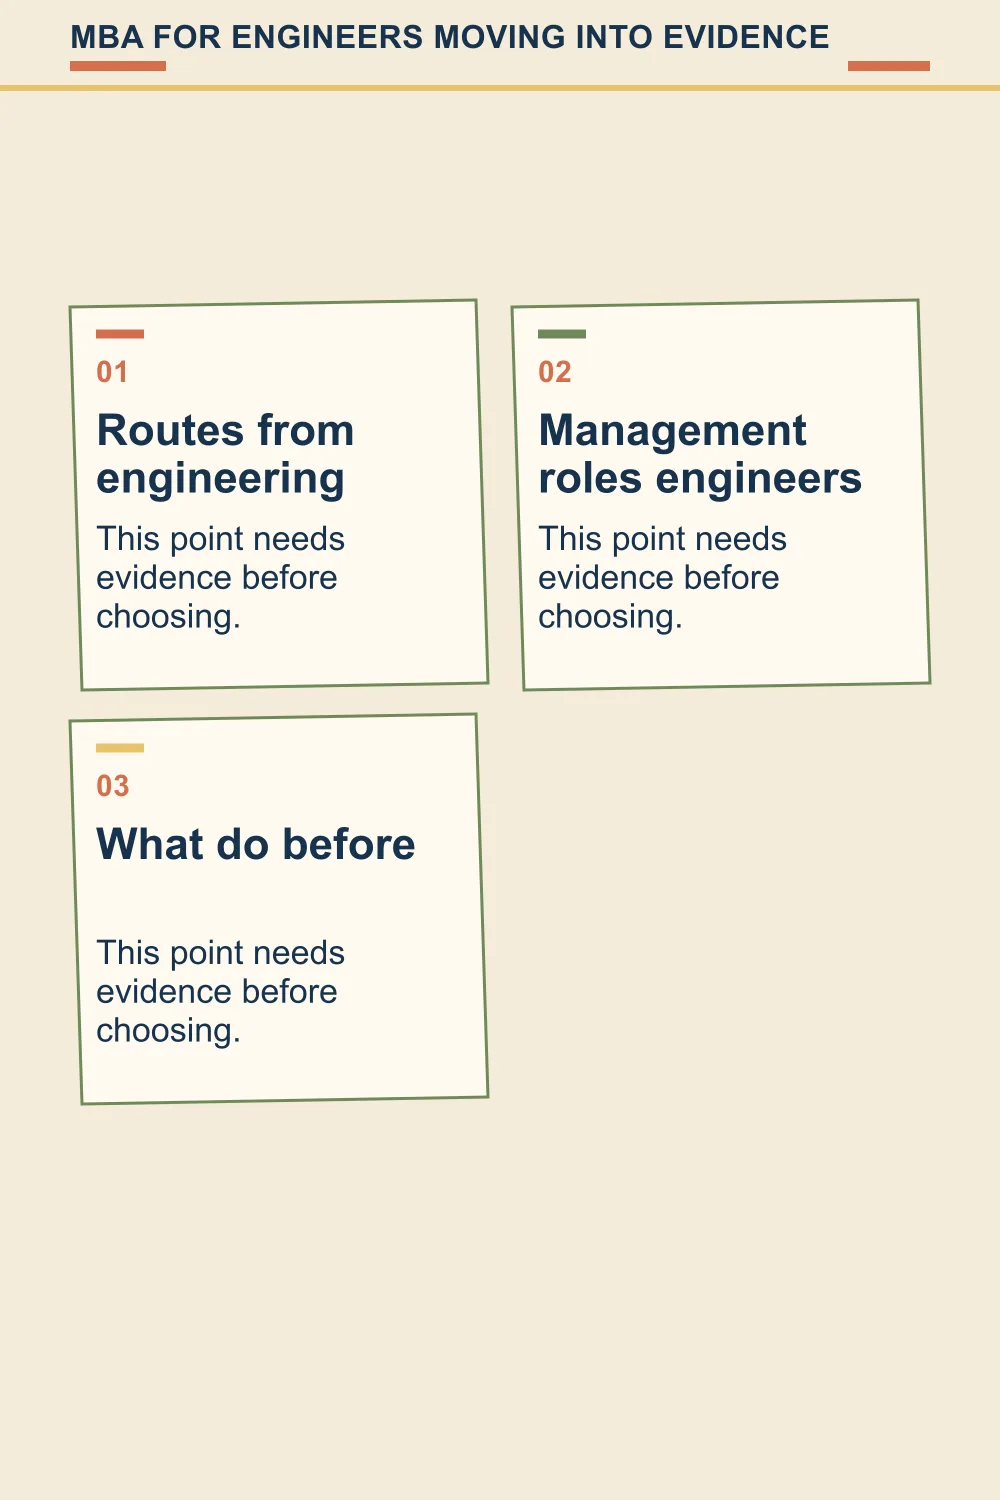 MBA FOR ENGINEERS MOVING INTO EVIDENCE
01
Routes from
engineering
This point needs
evidence before
choosing.
02
Management
roles engineers
This point needs
evidence before
choosing.
03
What do before
This point needs
evidence before
choosing.